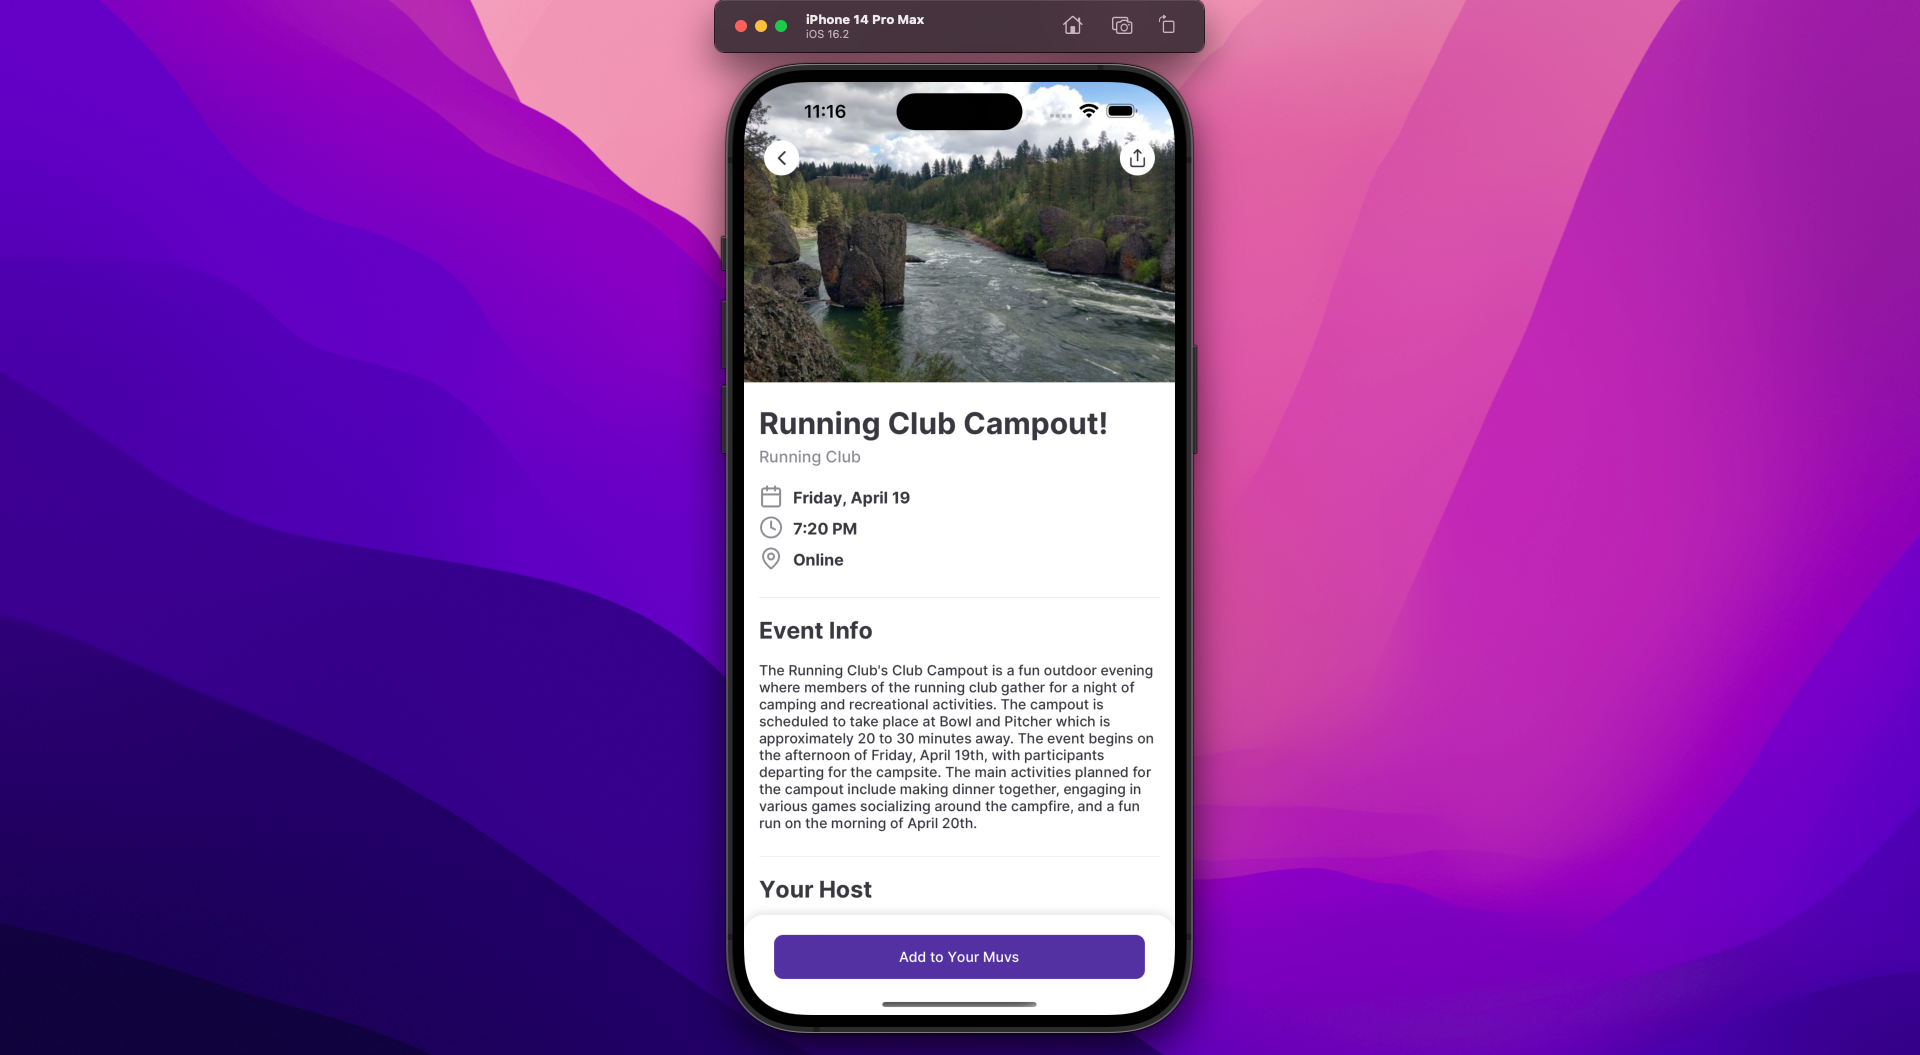 iPhone 14 Pro Max
iOS 16.2
11:16
Running Club Campout!
Running Club
Friday, April 19
7:20 PM
Online
Event Info
The Running Club's Club Campout is a fun outdoor evening
where members of the running club gather for a night of
camping and recreational activities. The campout is
scheduled to take place at Bowl and Pitcher which is
approximately 20 to 30 minutes away. The event begins on
the afternoon of Friday, April 19th, with participants
departing for the campsite. The main activities planned for
the campout include making dinner together, engaging in
various games socializing around the campfire, and a fun
run on the morning of April 20th.
Your Host
Add to Your Muvs